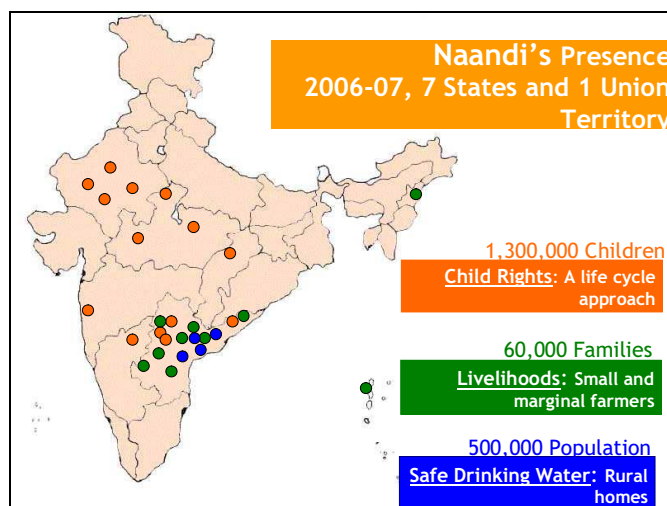 Naandi's Presence
2006-07, 7 States and 1 Union
Territory
1,300,000 Children
Child Rights: A life cycle
approach
60,000 Families
Livelihoods: Small and
marginal farmers
500,000 Population
Safe Drinking Water: Rural
homes